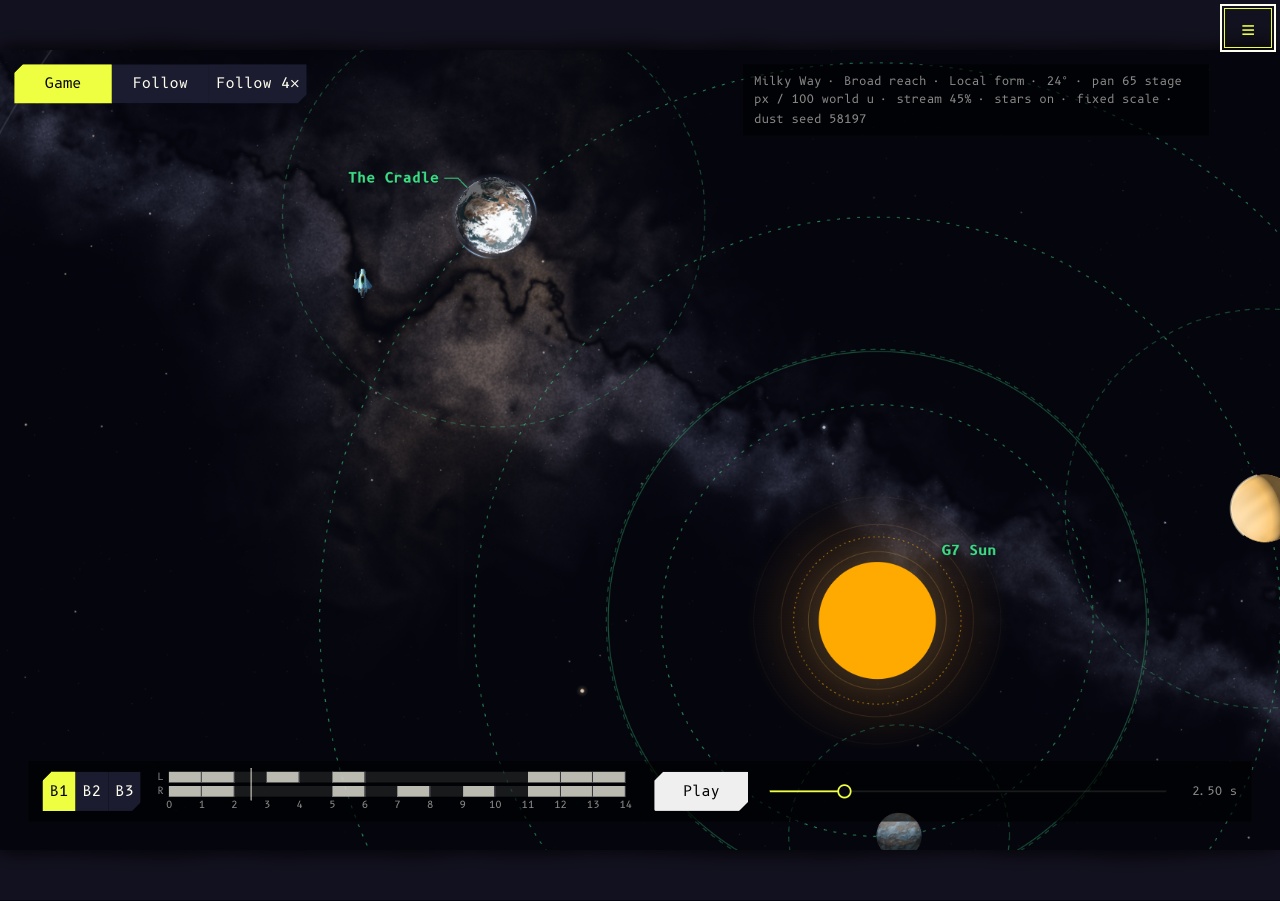 ≡
Game Follow Follow 4×
Milky Way · Broad reach · Local form · 24° · pan 65 stage
px / 100 world u · stream 45% · stars on · fixed scale ·
dust seed 58197
The Cradle
G7 Sun
B1 B2 B3
L
R
0 1 2 3 4 5 6 7 8 9 10 11 12 13 14
Play
2.50 s